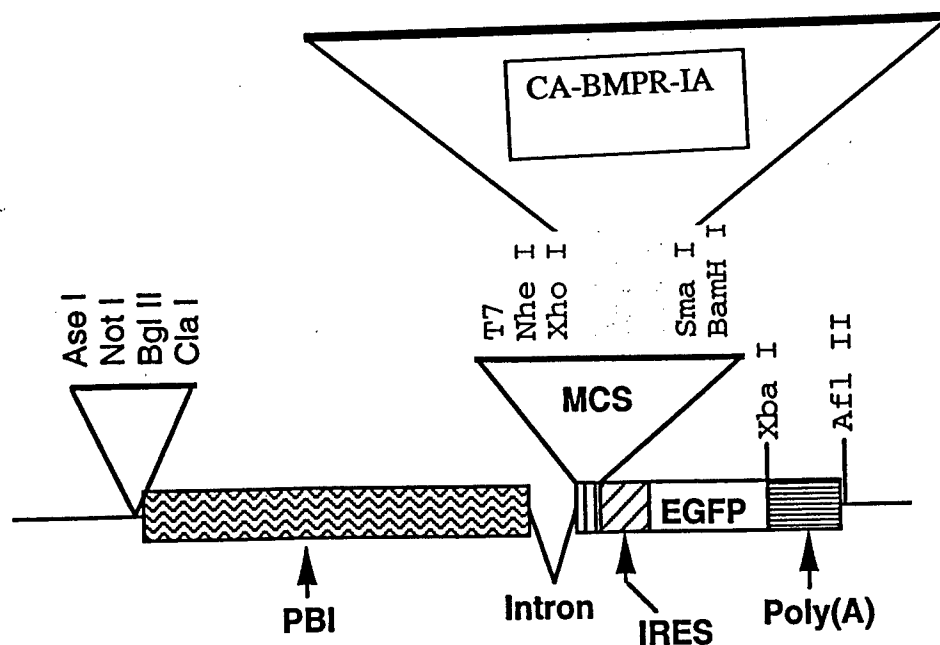 CA-BMPR-IA
Ase I
Not I
Bgl II
Cla I
T7
Nhe I
Xho I
Sma I
BamH I
MCS
Xba I
Afl II
EGFP
PBI
Intron
IRES
Poly(A)